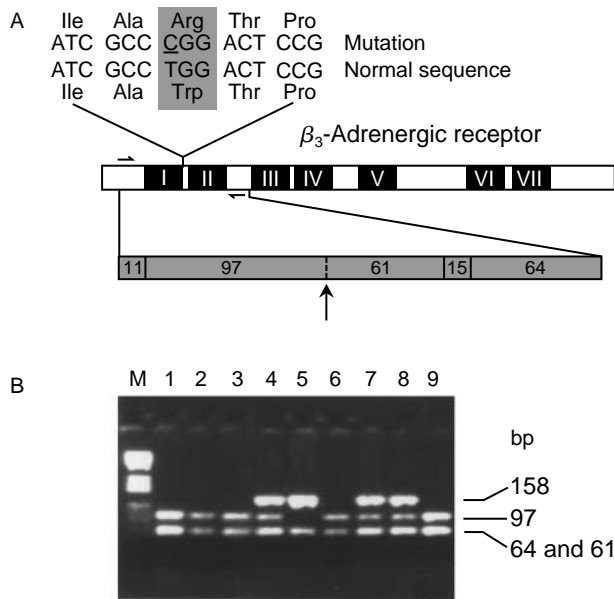 A
Ile Ala Arg Thr Pro
ATC GCC CGG ACT CCG Mutation
ATC GCC TGG ACT CCG Normal sequence
Ile Ala Trp Thr Pro
β₃-Adrenergic receptor
I II III IV V VI VII
11 97 61 15 64
B
M 1 2 3 4 5 6 7 8 9
bp
158
97
64 and 61